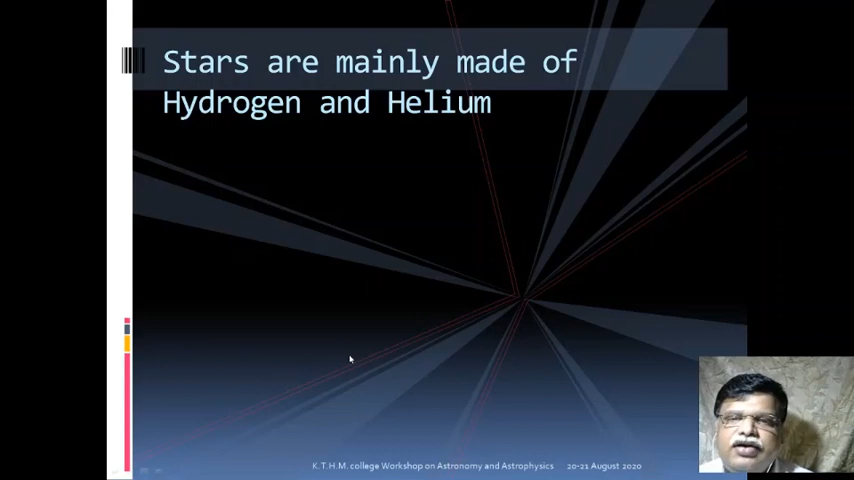 Stars are mainly made of
Hydrogen and Helium
K.T.H.M. college Workshop on Astronomy and Astrophysics 20-21 August 2020